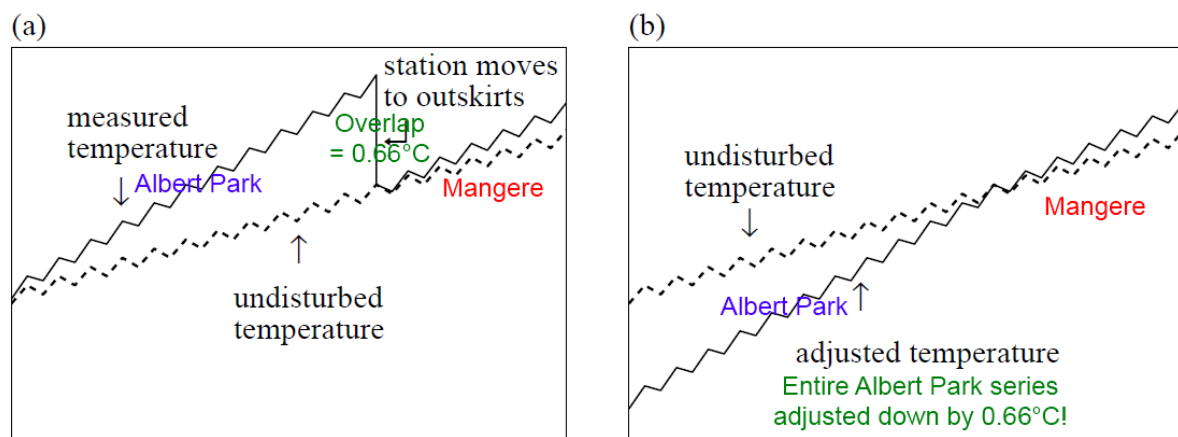 (a)
station moves
to outskirts
measured
temperature
Overlap
= 0.66°C
Albert Park
Mangere
undisturbed
temperature
(b)
undisturbed
temperature
Mangere
Albert Park
adjusted temperature
Entire Albert Park series
adjusted down by 0.66°C!